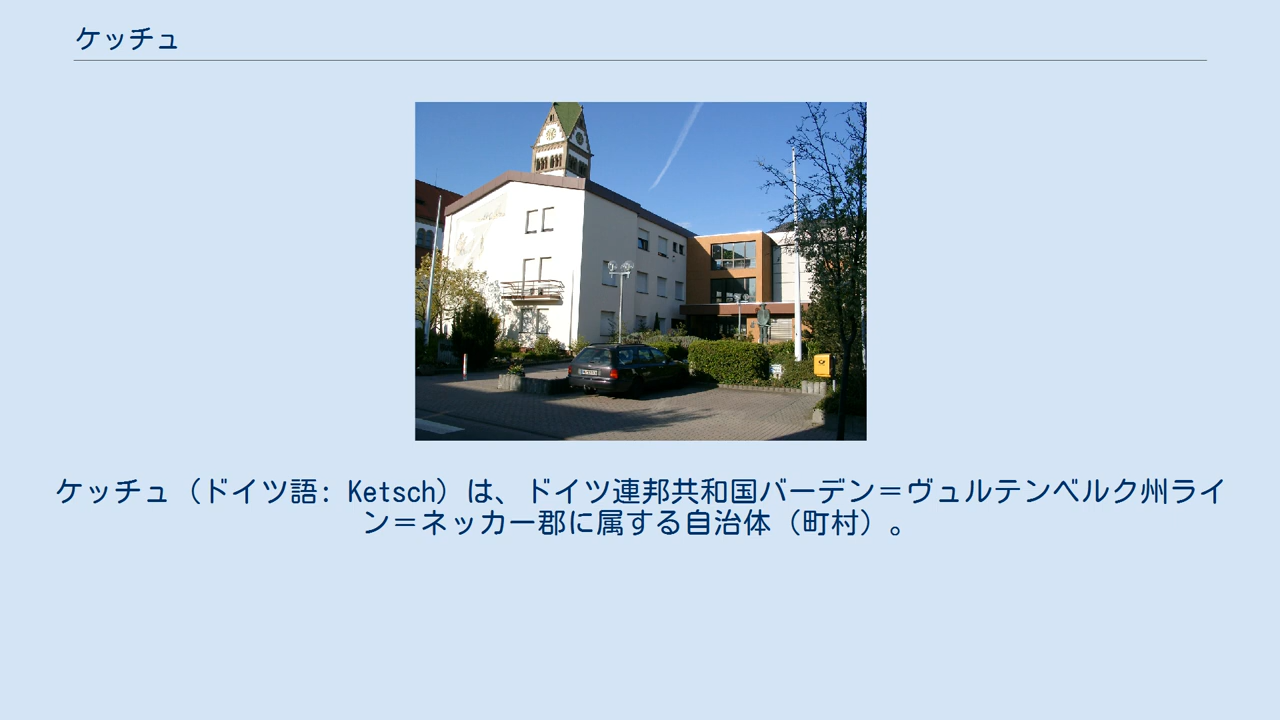 ケッチュ
ケッチュ（ドイツ語: Ketsch）は、ドイツ連邦共和国バーデン＝ヴュルテンベルク州ライ
ン＝ネッカー郡に属する自治体（町村）。